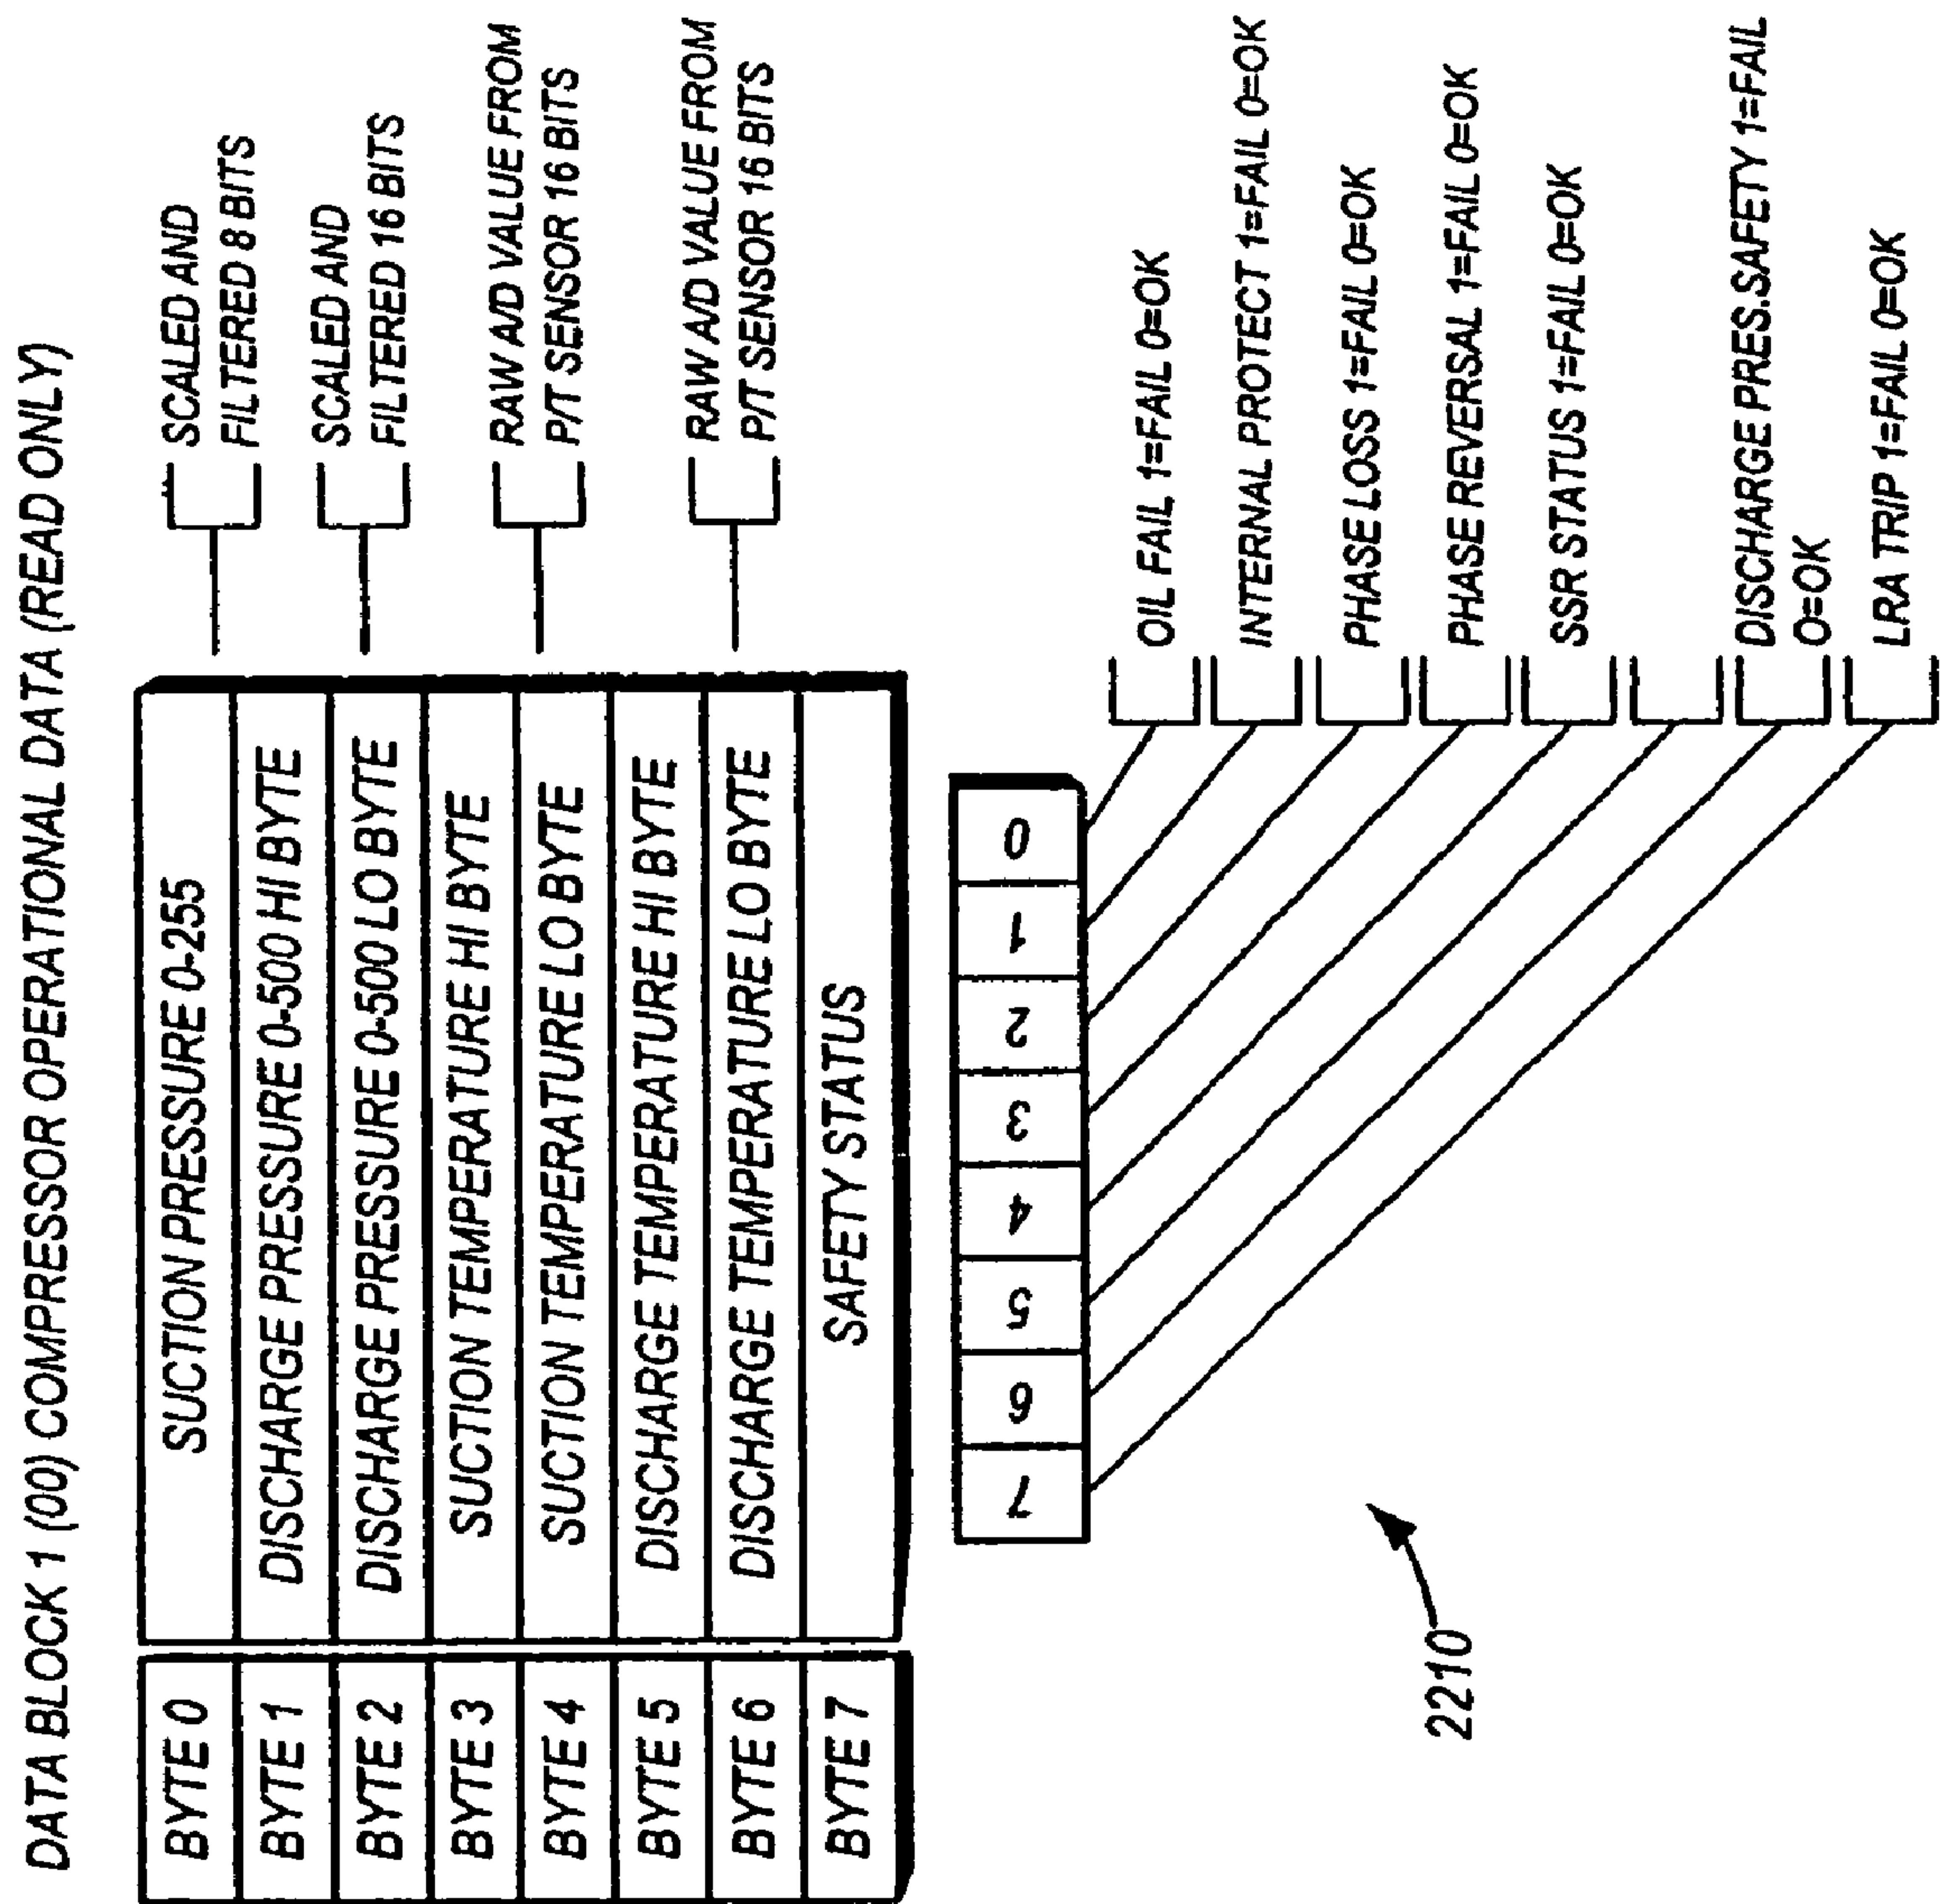 DATA BLOCK 1 (00) COMPRESSOR OPERATIONAL DATA (READ ONLY)
BYTE 0 SUCTION PRESSURE 0-255
SCALED AND
FILTERED 8 BITS
BYTE 1 DISCHARGE PRESSURE 0-500 HI BYTE
BYTE 2 DISCHARGE PRESSURE 0-500 LO BYTE
SCALED AND
FILTERED 16 BITS
BYTE 3 SUCTION TEMPERATURE HI BYTE
BYTE 4 SUCTION TEMPERATURE LO BYTE
RAW A/D VALUE FROM
P/T SENSOR 16 BITS
BYTE 5 DISCHARGE TEMPERATURE HI BYTE
BYTE 6 DISCHARGE TEMPERATURE LO BYTE
RAW A/D VALUE FROM
P/T SENSOR 16 BITS
BYTE 7 SAFETY STATUS
7 6 5 4 3 2 1 0
OIL FAIL 1=FAIL 0=OK
INTERNAL PROTECT 1=FAIL 0=OK
PHASE LOSS 1=FAIL 0=OK
PHASE REVERSAL 1=FAIL 0=OK
SSR STATUS 1=FAIL 0=OK
DISCHARGE PRES.SAFETY 1=FAIL
0=OK
LRA TRIP 1=FAIL 0=OK
2210